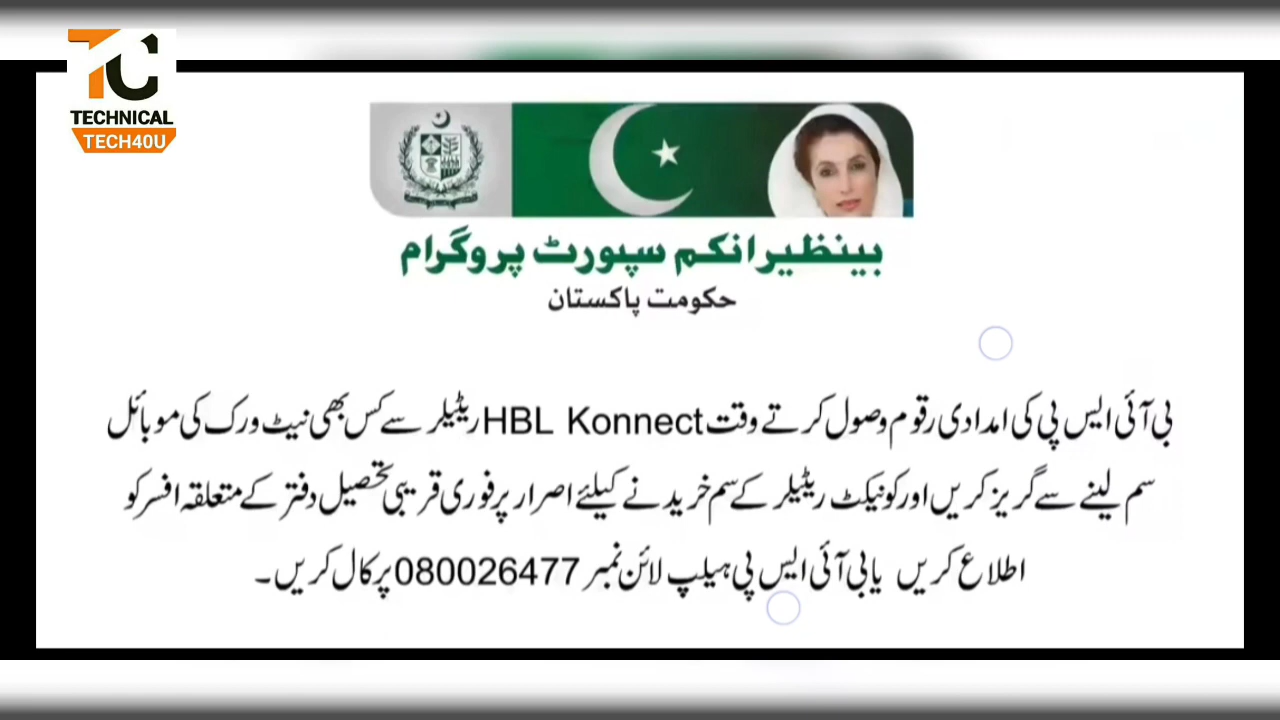 TC
TECHNICAL
TECH40U
بینظیر انکم سپورٹ پروگرام
حکومت پاکستان
بی آئی ایس پی کی امدادی رقوم وصول کرتے وقت HBL Konnect ریٹیلر سے کس بھی نیٹ ورک کی موبائل
سم لینے سے گریز کریں اور کونیکٹ ریٹیلر کے سم خریدنے کیلئے اصرار پر فوری قریبی تحصیل دفتر کے متعلقہ افسر کو
اطلاع کریں یا بی آئی ایس پی ہیلپ لائن نمبر 080026477 پر کال کریں۔